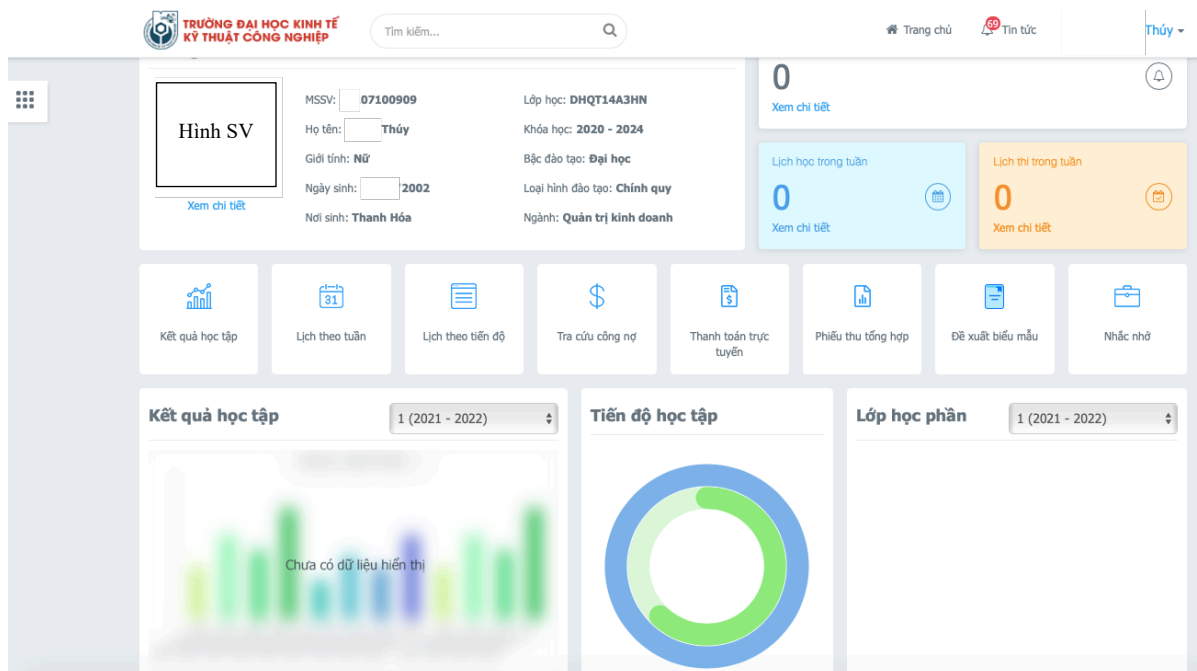 TRƯỜNG ĐẠI HỌC KINH TẾ
KỸ THUẬT CÔNG NGHIỆP
Tìm kiếm...
Trang chủ
69
Tin tức
Thúy
Hình SV
Xem chi tiết
MSSV: 07100909
Họ tên: Thúy
Giới tính: Nữ
Ngày sinh: 2002
Nơi sinh: Thanh Hóa
Lớp học: DHQT14A3HN
Khóa học: 2020 - 2024
Bậc đào tạo: Đại học
Loại hình đào tạo: Chính quy
Ngành: Quản trị kinh doanh
0
Xem chi tiết
Lịch học trong tuần
0
Xem chi tiết
Lịch thi trong tuần
0
Xem chi tiết
Kết quả học tập
31
Lịch theo tuần
Lịch theo tiến độ
Tra cứu công nợ
Thanh toán trực
tuyến
Phiếu thu tổng hợp
Đề xuất biểu mẫu
Nhắc nhở
Kết quả học tập
1 (2021 - 2022)
Chưa có dữ liệu hiển thị
Tiến độ học tập
Lớp học phần
1 (2021 - 2022)